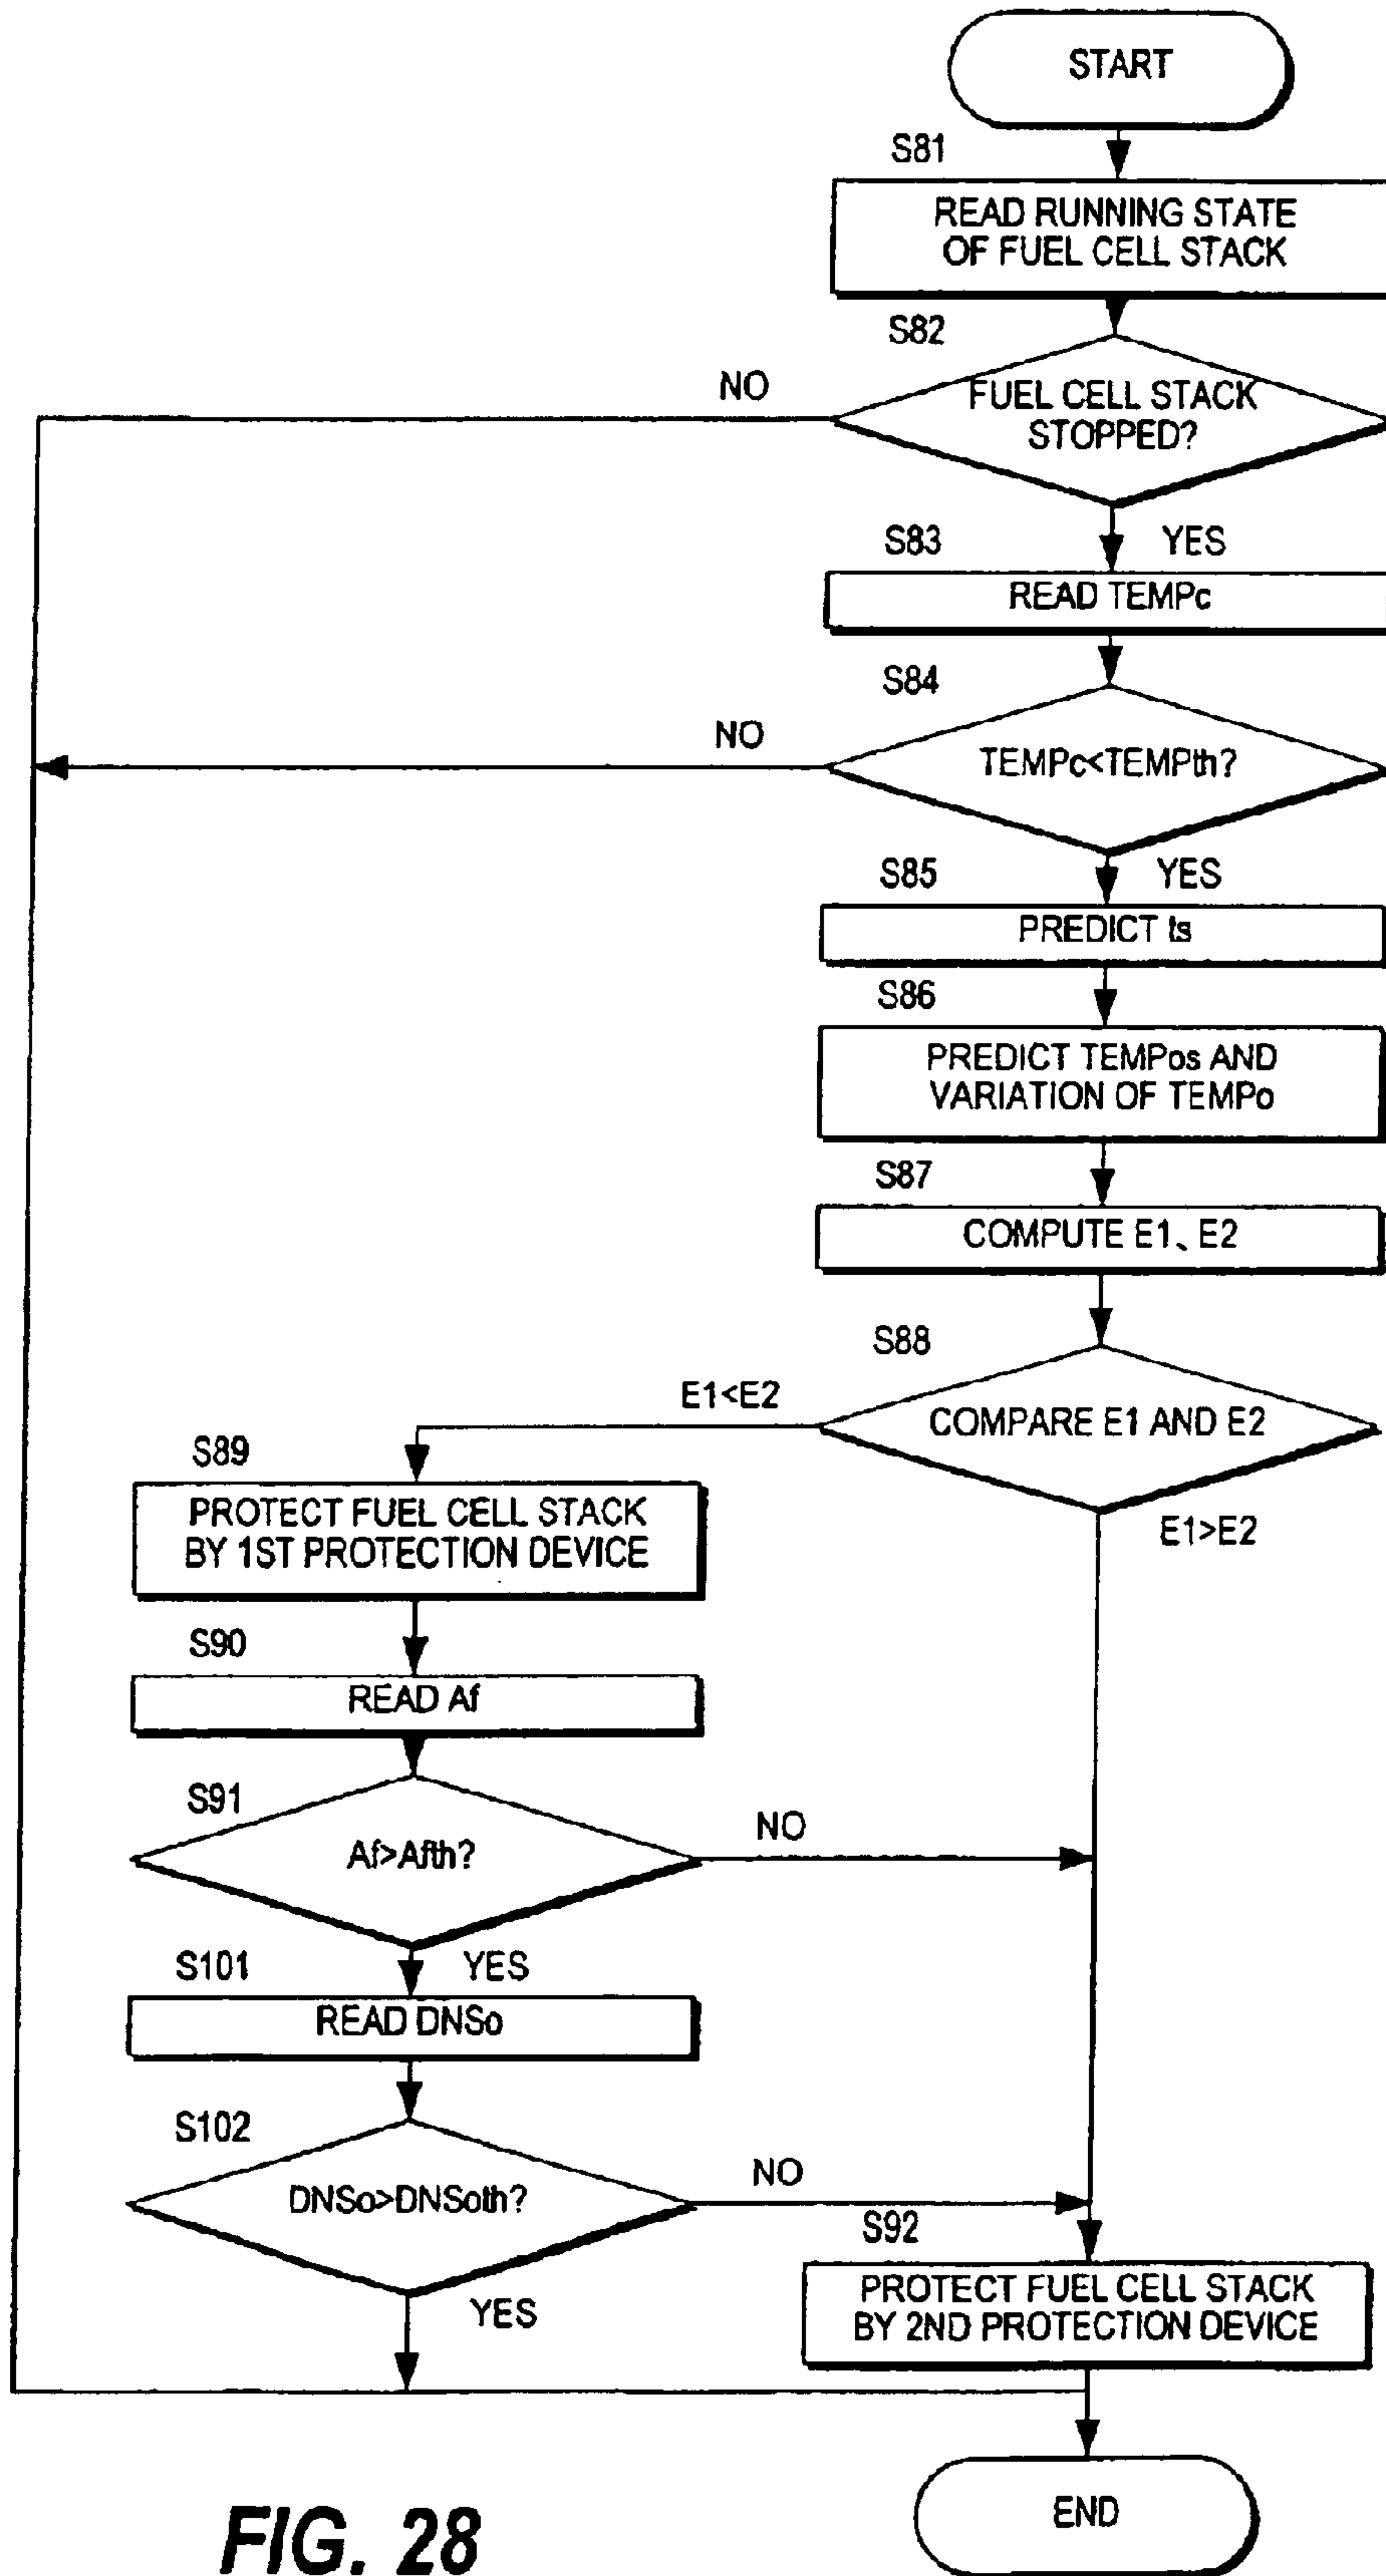 START
S81
READ RUNNING STATE
OF FUEL CELL STACK
S82
NO
FUEL CELL STACK
STOPPED?
S83
YES
READ TEMPc
S84
NO
TEMPc<TEMPth?
S85
YES
PREDICT ts
S86
PREDICT TEMPos AND
VARIATION OF TEMPo
S87
COMPUTE E1、E2
S88
E1<E2
COMPARE E1 AND E2
E1>E2
S89
PROTECT FUEL CELL STACK
BY 1ST PROTECTION DEVICE
S90
READ Af
S91
NO
Af>Afth?
S101
YES
READ DNSo
S102
NO
DNSo>DNSoth?
YES
S92
PROTECT FUEL CELL STACK
BY 2ND PROTECTION DEVICE
END
FIG. 28